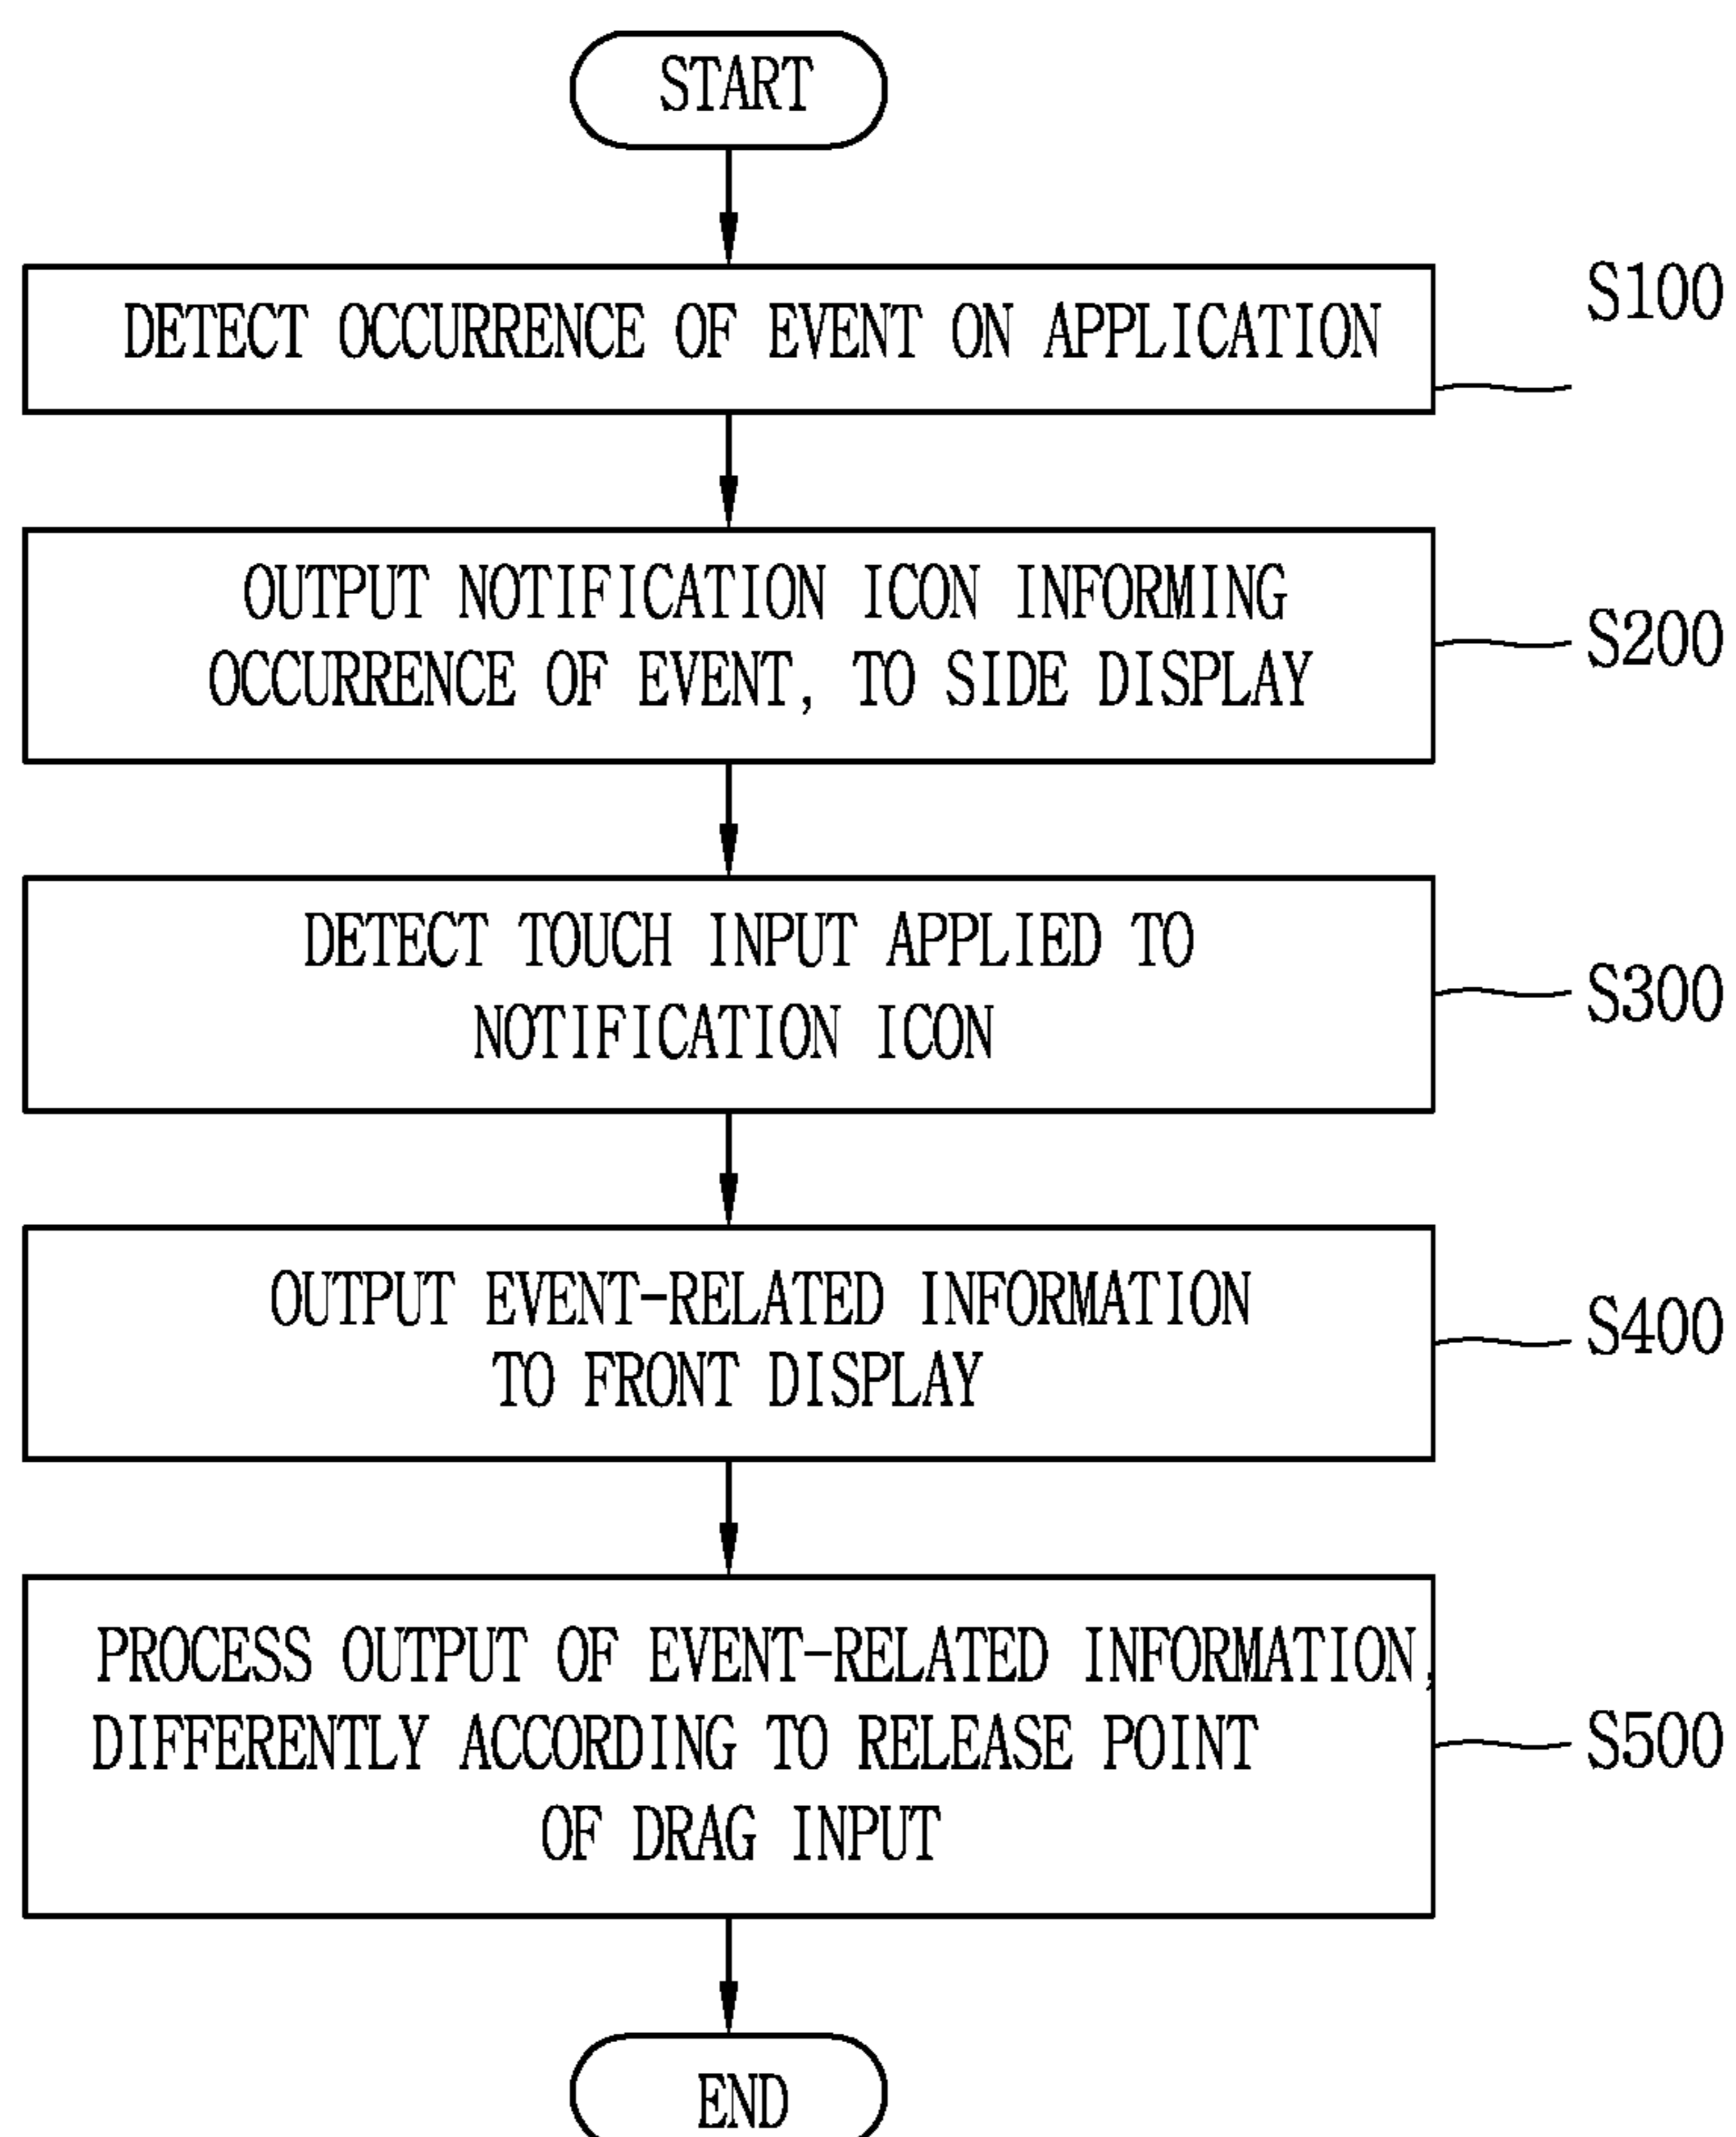 START
DETECT OCCURRENCE OF EVENT ON APPLICATION
S100
OUTPUT NOTIFICATION ICON INFORMING
OCCURRENCE OF EVENT, TO SIDE DISPLAY
S200
DETECT TOUCH INPUT APPLIED TO
NOTIFICATION ICON
S300
OUTPUT EVENT-RELATED INFORMATION
TO FRONT DISPLAY
S400
PROCESS OUTPUT OF EVENT-RELATED INFORMATION,
DIFFERENTLY ACCORDING TO RELEASE POINT
OF DRAG INPUT
S500
END